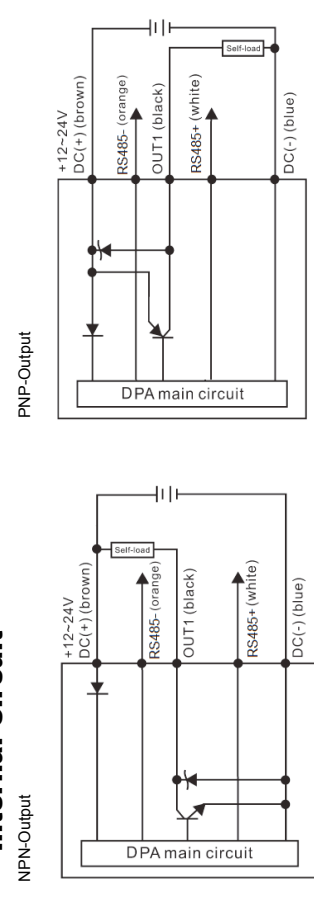 PNP-Output
+12~24V
DC(+) (brown)
RS485- (orange)
OUT1 (black)
RS485+ (white)
DC(-) (blue)
Self-load
DPA main circuit
NPN-Output
+12~24V
DC(+) (brown)
RS485- (orange)
OUT1 (black)
RS485+ (white)
DC(-) (blue)
Self-load
DPA main circuit